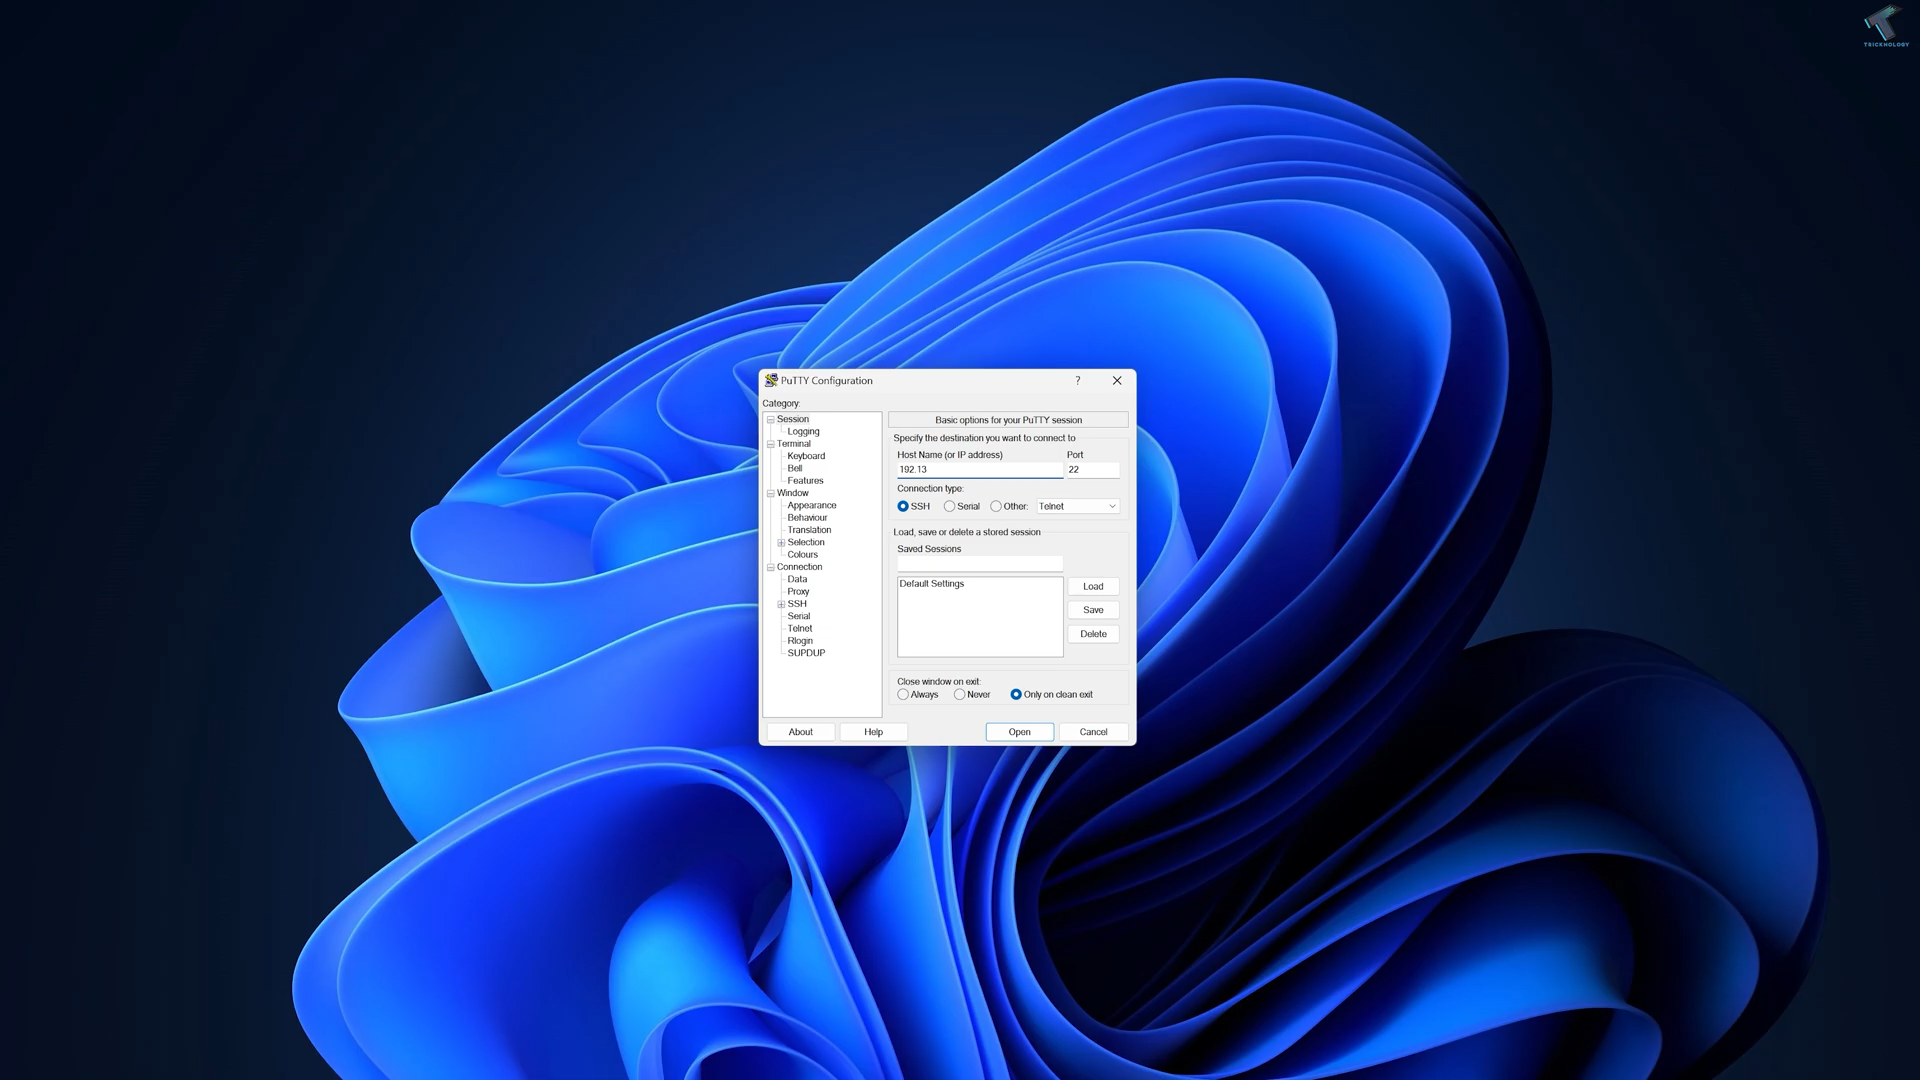 TRICKNOLOGY
PuTTY Configuration ?
Category:
Session
Logging
Terminal
Keyboard
Bell
Features
Window
Appearance
Behaviour
Translation
Selection
Colours
Connection
Data
Proxy
SSH
Serial
Telnet
Rlogin
SUPDUP
Basic options for your PuTTY session
Specify the destination you want to connect to
Host Name (or IP address) Port
192.13 22
Connection type:
SSH Serial Other: Telnet
Load, save or delete a stored session
Saved Sessions
Default Settings
Load
Save
Delete
Close window on exit:
Always Never Only on clean exit
About Help Open Cancel